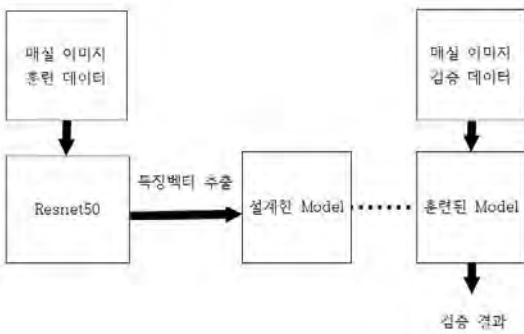 매실 이미지
훈련 데이터
매실 이미지
검증 데이터
Resnet50
특징벡터 추출
설계한 Model
훈련된 Model
검증 결과